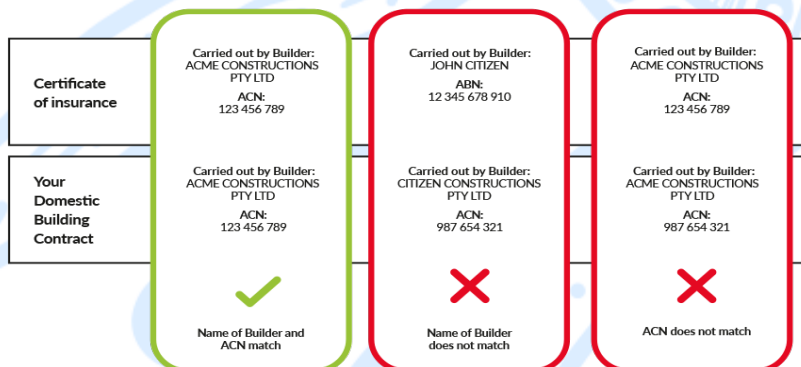 Certificate
of insurance
Carried out by Builder:
ACME CONSTRUCTIONS
PTY LTD
ACN:
123 456 789
Carried out by Builder:
JOHN CITIZEN
ABN:
12 345 678 910
Carried out by Builder:
ACME CONSTRUCTIONS
PTY LTD
ACN:
123 456 789
Your
Domestic
Building
Contract
Carried out by Builder:
ACME CONSTRUCTIONS
PTY LTD
ACN:
123 456 789
Carried out by Builder:
CITIZEN CONSTRUCTIONS
PTY LTD
ACN:
987 654 321
Carried out by Builder:
ACME CONSTRUCTIONS
PTY LTD
ACN:
987 654 321
Name of Builder and
ACN match
Name of Builder
does not match
ACN does not match